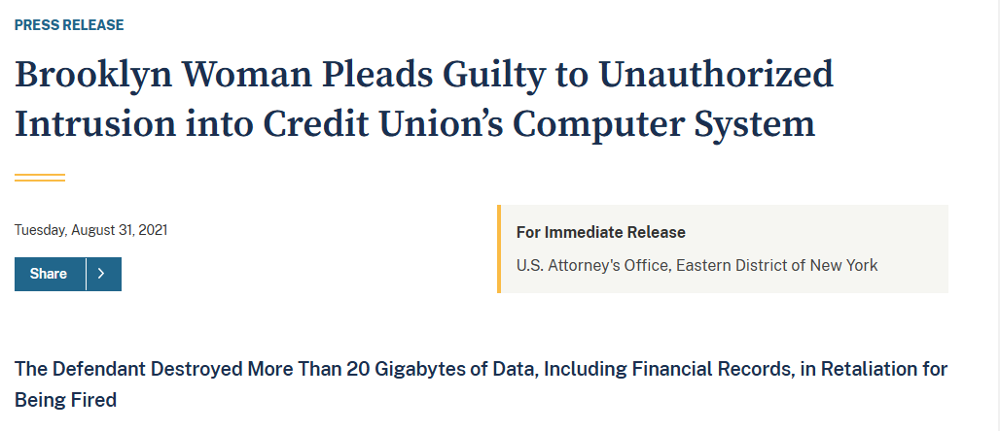 PRESS RELEASE
Brooklyn Woman Pleads Guilty to Unauthorized
Intrusion into Credit Union’s Computer System
Tuesday, August 31, 2021
Share
For Immediate Release
U.S. Attorney's Office, Eastern District of New York
The Defendant Destroyed More Than 20 Gigabytes of Data, Including Financial Records, in Retaliation for
Being Fired